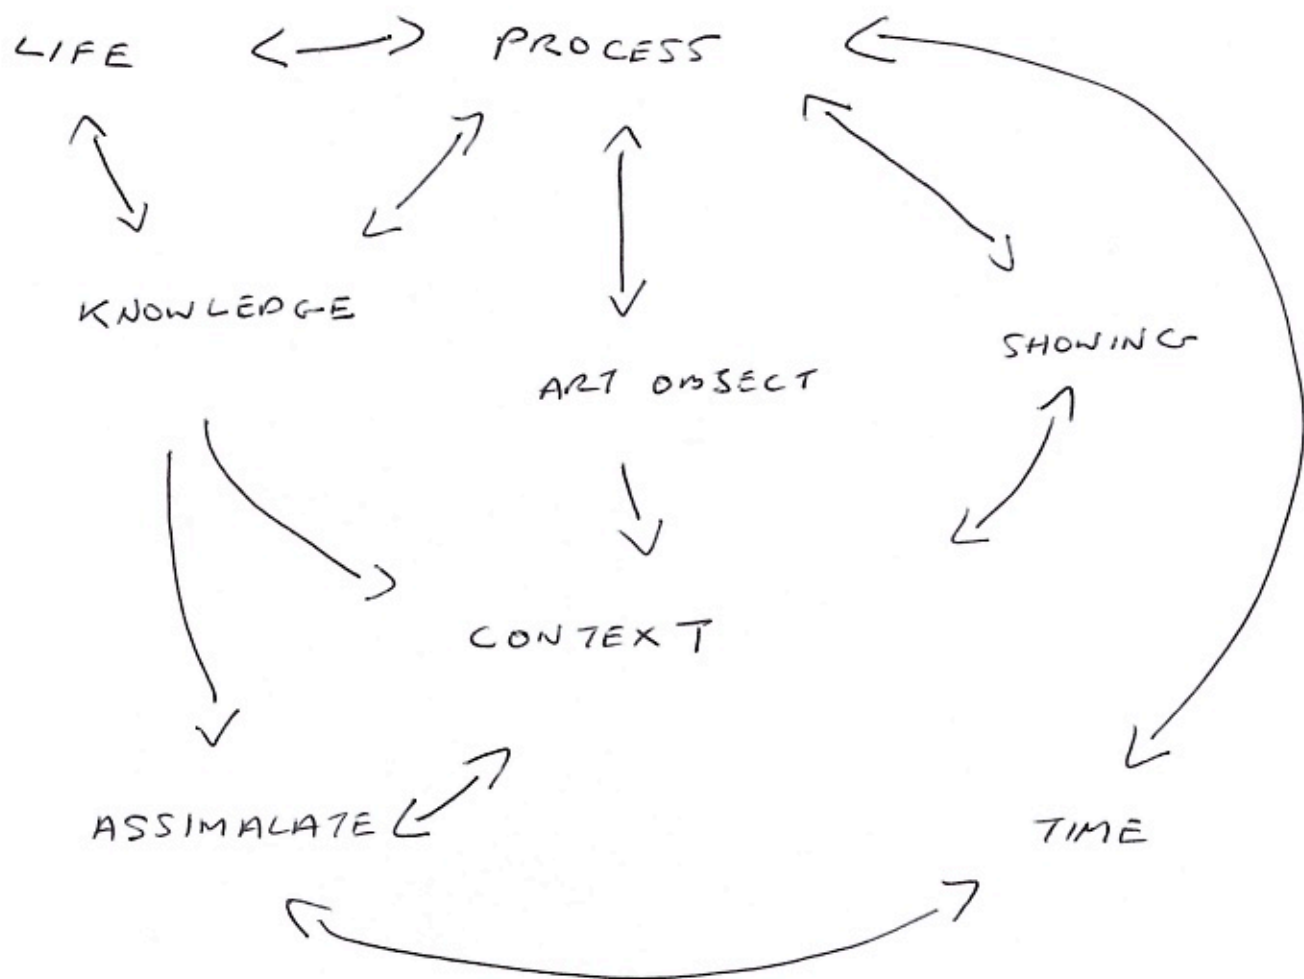 LIFE
PROCESS
KNOWLEDGE
SHOWING
ART OBJECT
CONTEXT
ASSIMALATE
TIME